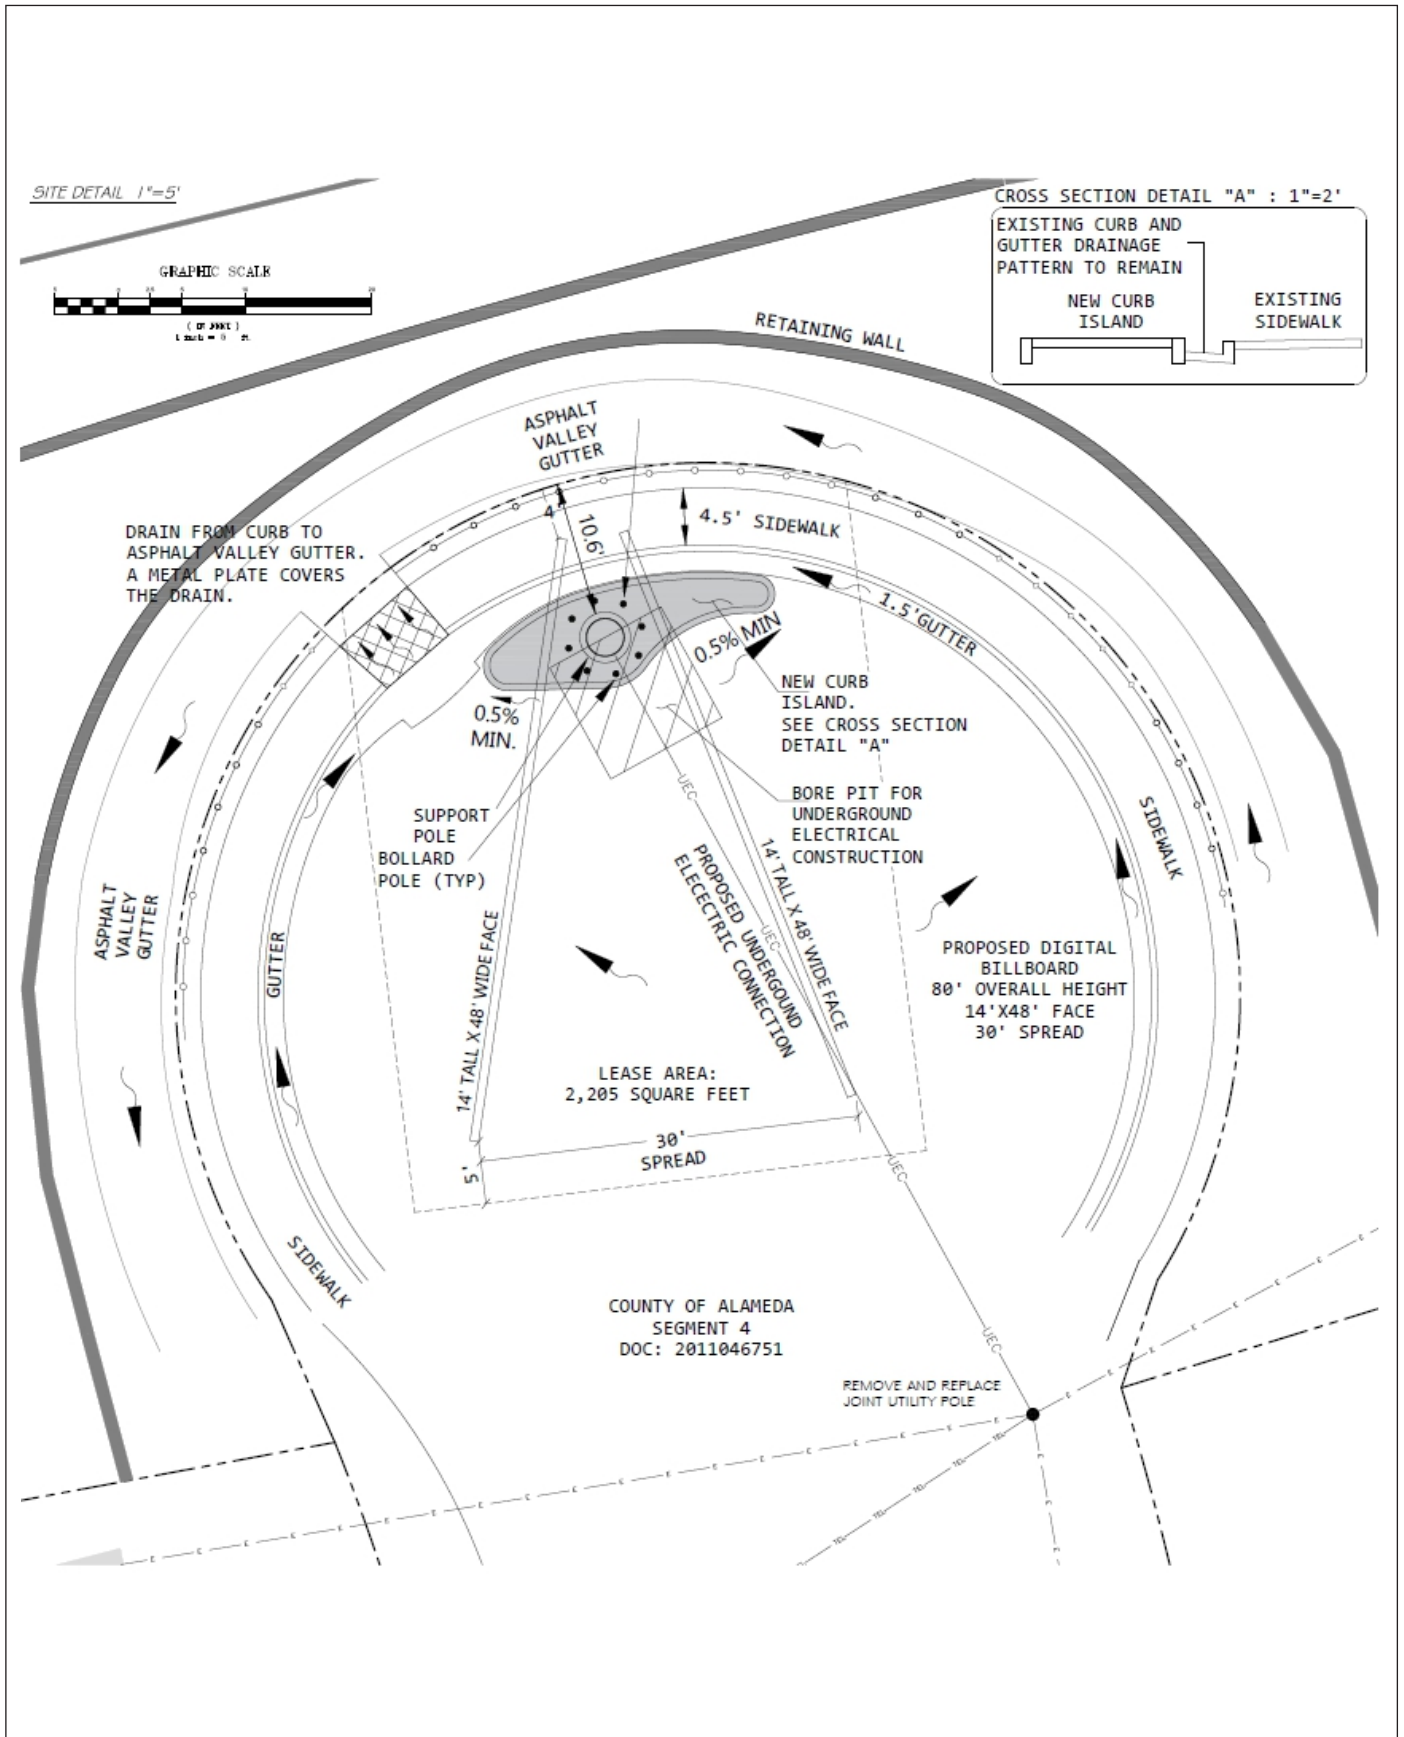 SITE DETAIL 1"=5'
CROSS SECTION DETAIL "A" : 1"=2'
EXISTING CURB AND
GUTTER DRAINAGE
PATTERN TO REMAIN
NEW CURB
ISLAND
EXISTING
SIDEWALK
GRAPHIC SCALE
RETAINING WALL
ASPHALT
VALLEY
GUTTER
4'
10.6'
4.5' SIDEWALK
DRAIN FROM CURB TO
ASPHALT VALLEY GUTTER.
A METAL PLATE COVERS
THE DRAIN.
1.5' GUTTER
0.5% MIN
0.5%
MIN.
NEW CURB
ISLAND.
SEE CROSS SECTION
DETAIL "A"
BORE PIT FOR
UNDERGROUND
ELECTRICAL
CONSTRUCTION
SUPPORT
POLE
BOLLARD
POLE (TYP)
UEC
14' TALL X 48' WIDE FACE
PROPOSED UNDERGOUND
ELECECTRIC CONNECTION
UEC
14' TALL X 48' WIDE FACE
SIDEWALK
ASPHALT
VALLEY
GUTTER
GUTTER
PROPOSED DIGITAL
BILLBOARD
80' OVERALL HEIGHT
14'X48' FACE
30' SPREAD
LEASE AREA:
2,205 SQUARE FEET
30'
SPREAD
5'
UEC
SIDEWALK
COUNTY OF ALAMEDA
SEGMENT 4
DOC: 2011046751
UEC
REMOVE AND REPLACE
JOINT UTILITY POLE